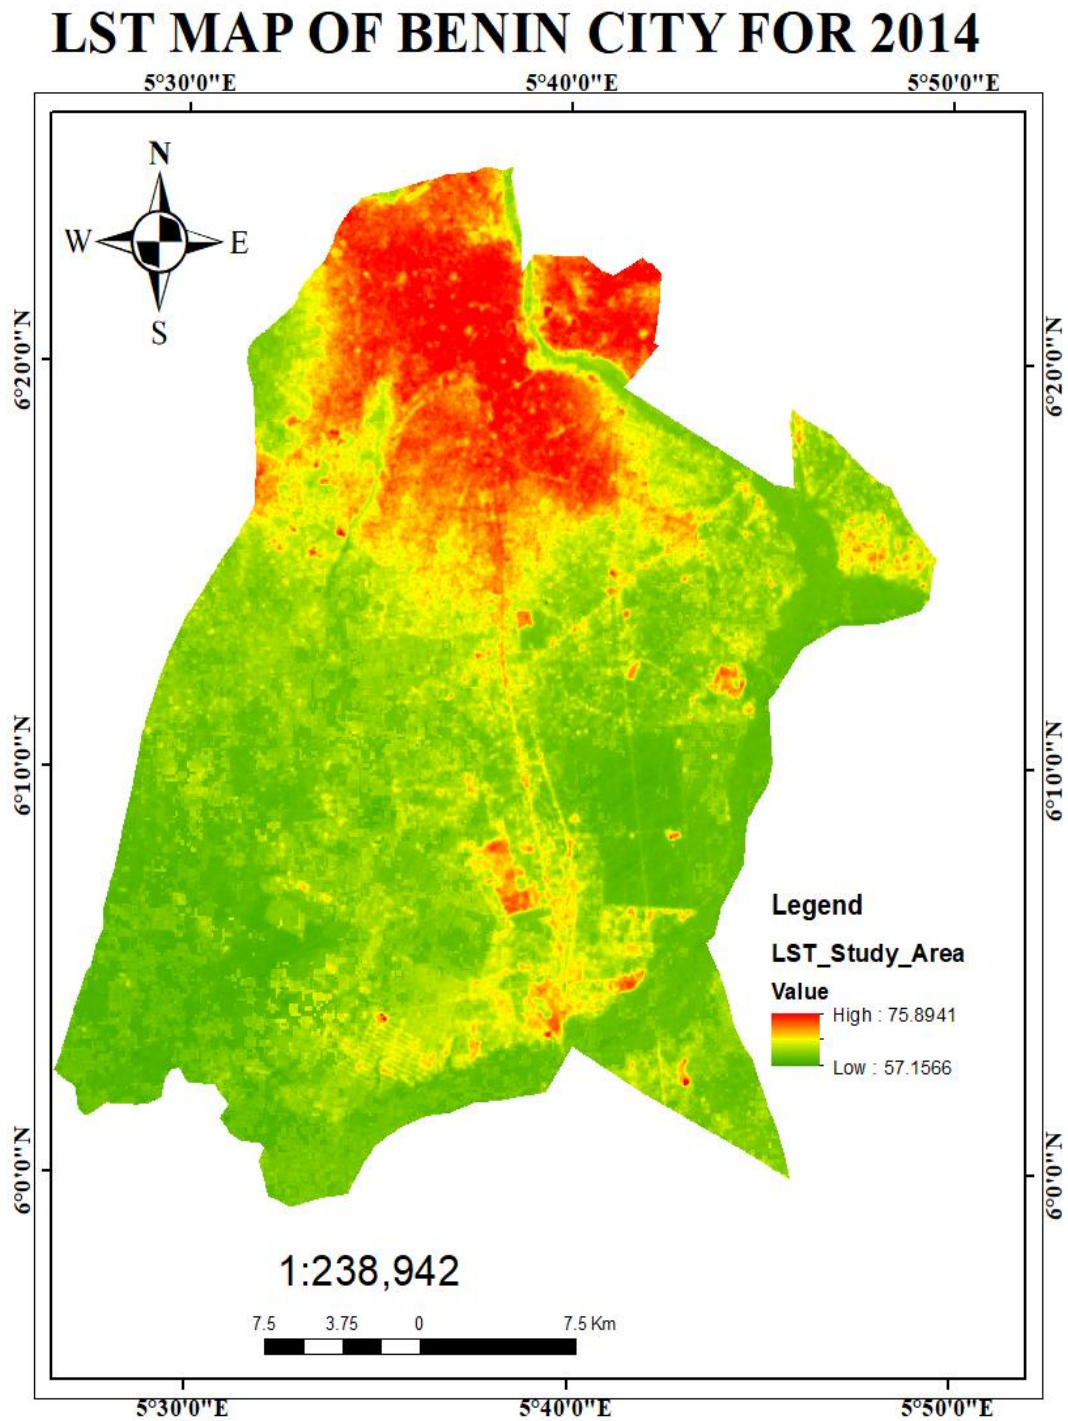 LST MAP OF BENIN CITY FOR 2014
5°30'0"E 5°40'0"E 5°50'0"E
N
W E
S
6°20'0"N 6°20'0"N
6°10'0"N 6°10'0"N
Legend
LST_Study_Area
Value
High : 75.8941
Low : 57.1566
6°0'0"N 6°0'0"N
1:238,942
7.5 3.75 0 7.5 Km
5°30'0"E 5°40'0"E 5°50'0"E